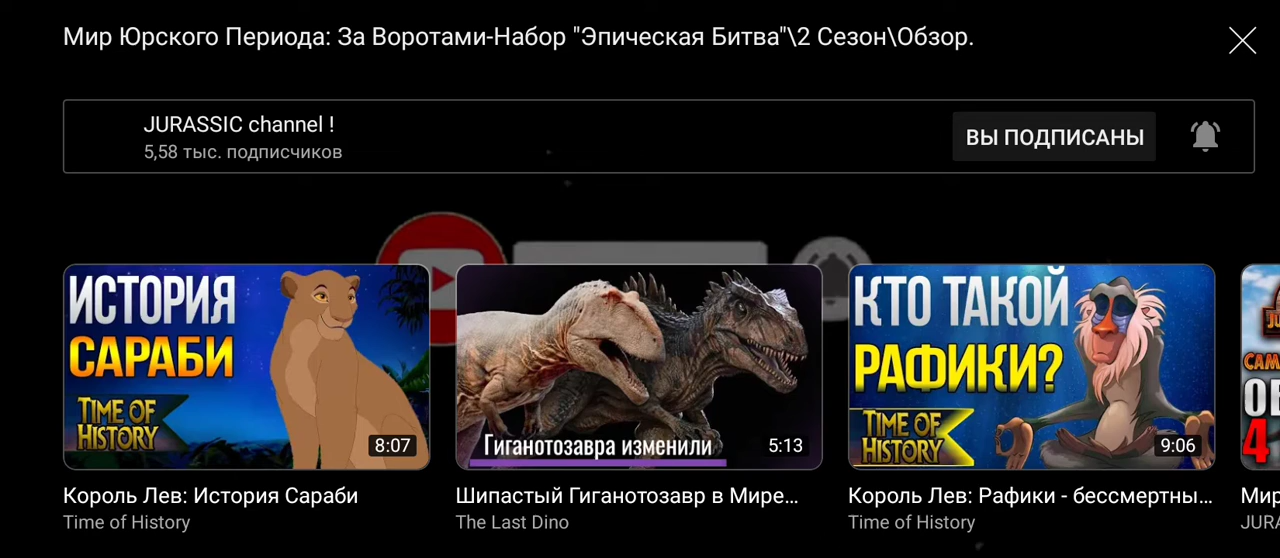 Мир Юрского Периода: За Воротами-Набор "Эпическая Битва"\2 Сезон\Обзор.
JURASSIC channel !
5,58 тыс. подписчиков
ВЫ ПОДПИСАНЫ
ИСТОРИЯ
САРАБИ
TIME OF
HISTORY
8:07
Гиганотозавра изменили
5:13
КТО ТАКОЙ
РАФИКИ?
TIME OF
HISTORY
9:06
4
Король Лев: История Сараби
Time of History
Шипастый Гиганотозавр в Мире...
The Last Dino
Король Лев: Рафики - бессмертны...
Time of History